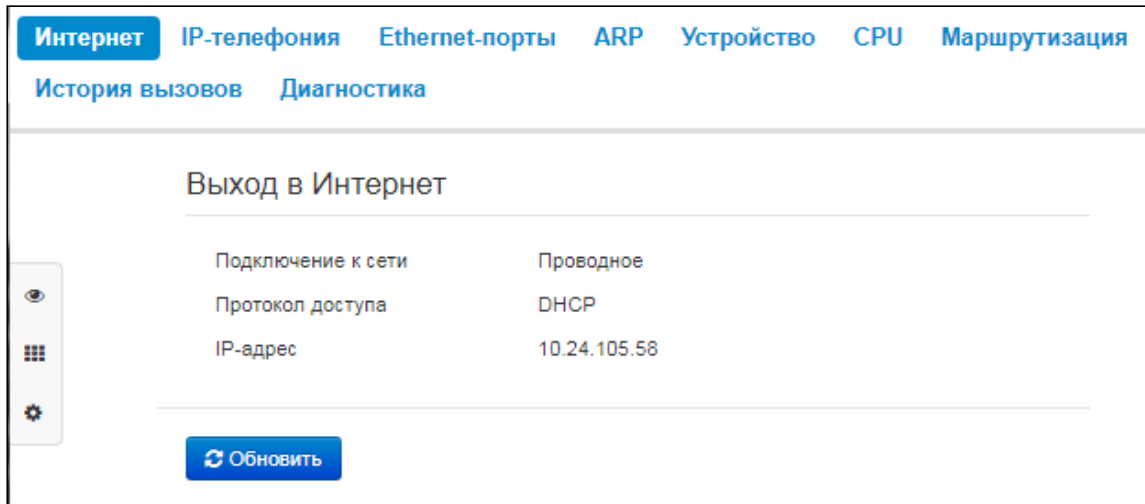 Интернет IP-телефония Ethernet-порты ARP Устройство CPU Маршрутизация
История вызовов Диагностика
Выход в Интернет
Подключение к сети Проводное
Протокол доступа DHCP
IP-адрес 10.24.105.58
Обновить